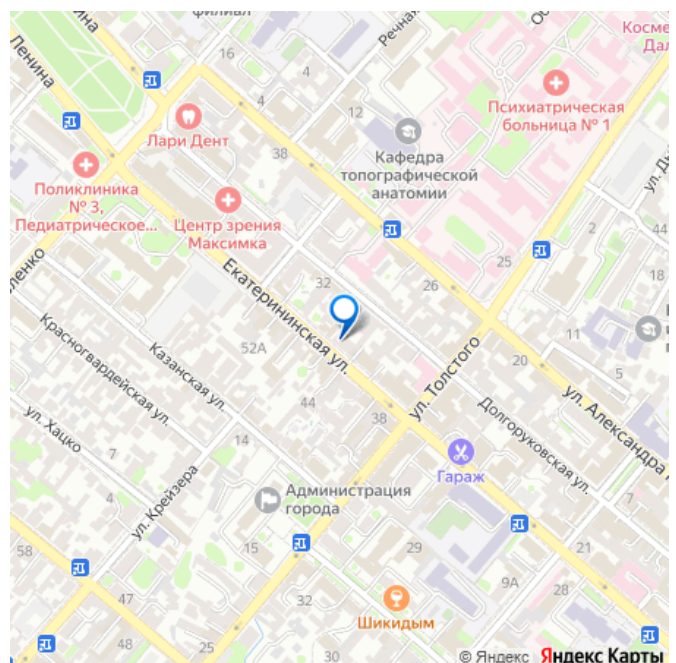 филиал
16
Речная
Косме
Дал
Ленина
4
4
12
Психиатрическая
больница № 1
Лари Дент
38
Кафедра
топографической
анатомии
Поликлиника
№ 3,
Педиатрическое...
Центр зрения
Максимка
2
44
25
18
32
26
Екатерининская ул.
11
52А
20
5
Красногвардейская ул.
Казанская ул.
ул. Толстого
ул. Александра
Долгоруковская ул.
44
38
ул. Хацко
14
7
Гараж
ул. Крейзера
Администрация
города
7
58
15
29
21
9А
28
47
32
Шикидым
48
25
30
© Яндекс Яндекс Карты